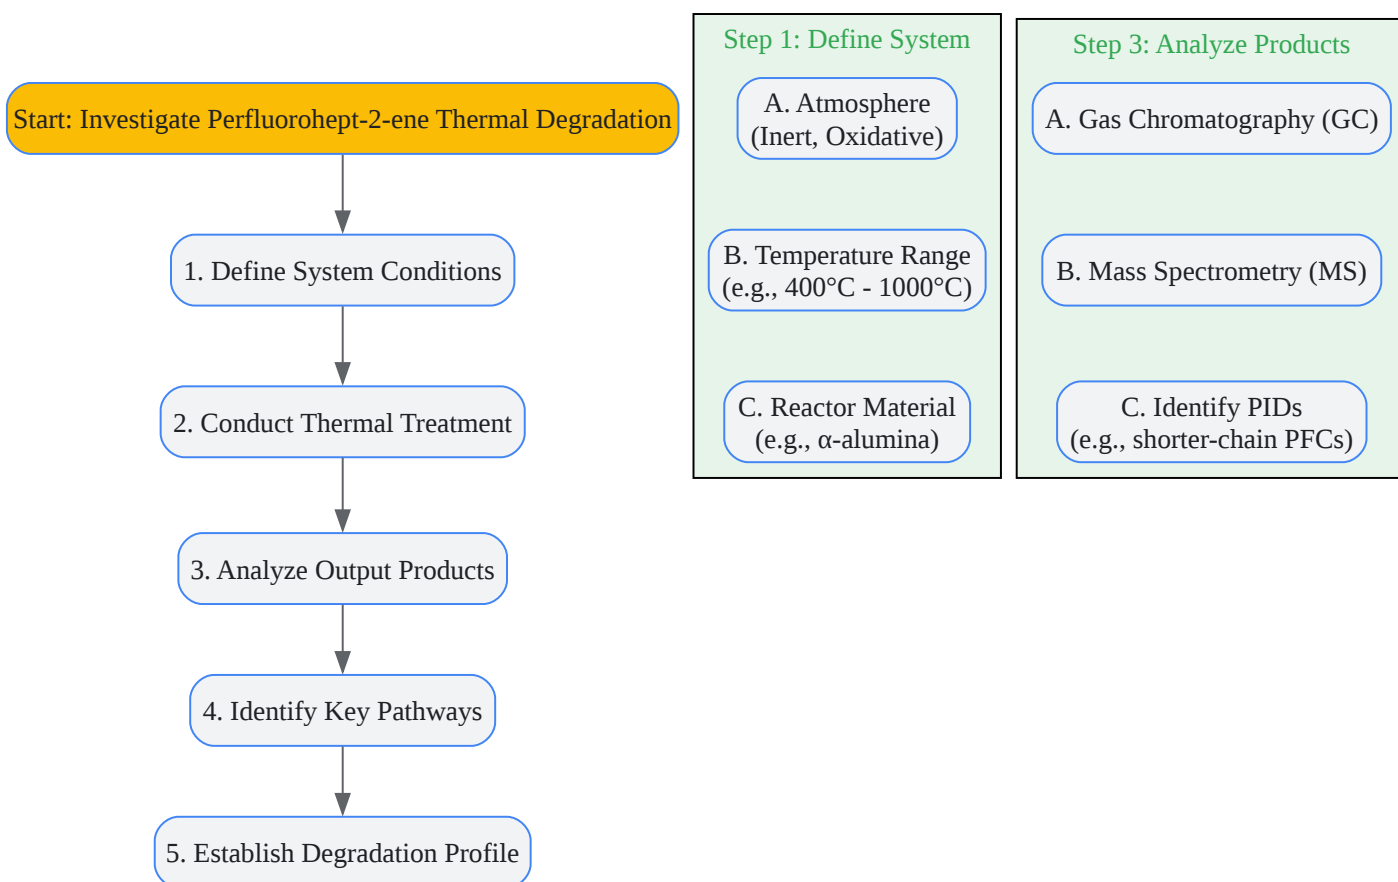 Start: Investigate Perfluorohept-2-ene Thermal Degradation
1. Define System Conditions
2. Conduct Thermal Treatment
3. Analyze Output Products
4. Identify Key Pathways
5. Establish Degradation Profile
Step 1: Define System
A. Atmosphere
(Inert, Oxidative)
B. Temperature Range
(e.g., 400°C - 1000°C)
C. Reactor Material
(e.g., α-alumina)
Step 3: Analyze Products
A. Gas Chromatography (GC)
B. Mass Spectrometry (MS)
C. Identify PIDs
(e.g., shorter-chain PFCs)